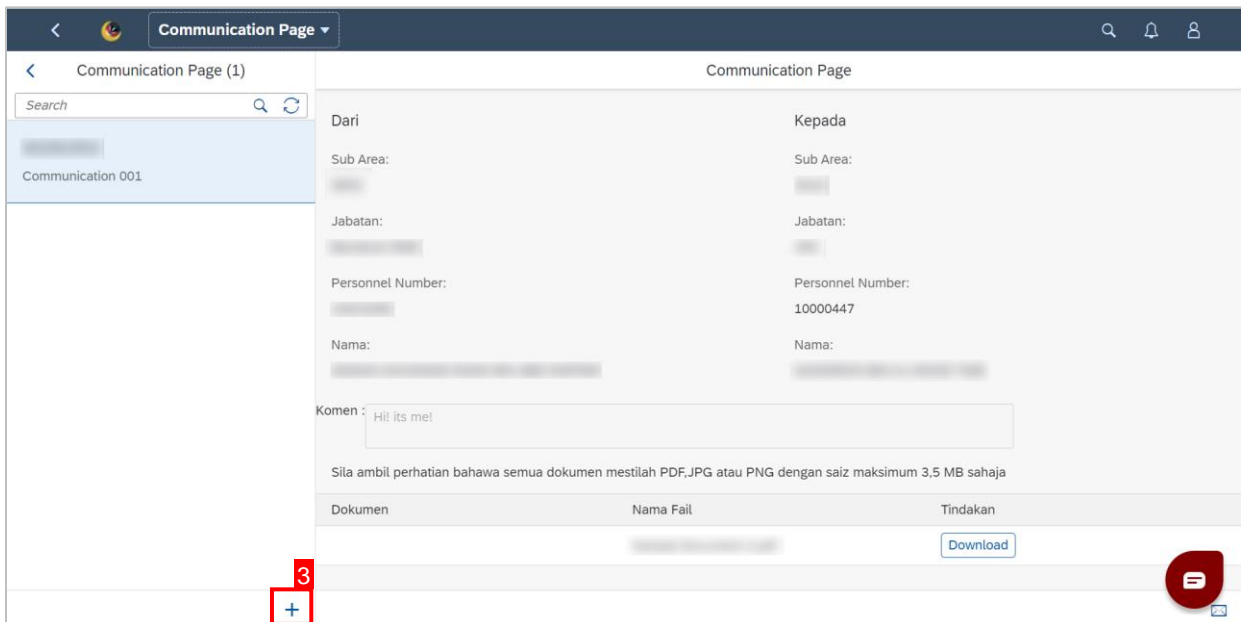 Communication Page
Communication Page (1)
Communication Page
Search
Communication 001
Dari
Kepada
Sub Area:
Sub Area:
Jabatan:
Jabatan:
Personnel Number:
Personnel Number:
10000447
Nama:
Nama:
Komen :
Hi! its me!
Sila ambil perhatian bahawa semua dokumen mestilah PDF,JPG atau PNG dengan saiz maksimum 3,5 MB sahaja
Dokumen
Nama Fail
Tindakan
Download
3